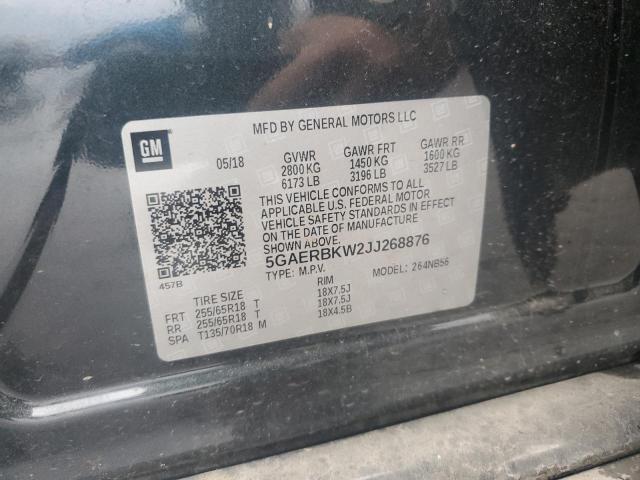 GM
MFD BY GENERAL MOTORS LLC
05/18 GVWR GAWR FRT GAWR RR
2800 KG 1450 KG 1600 KG
6173 LB 3196 LB 3527 LB
THIS VEHICLE CONFORMS TO ALL
APPLICABLE U.S. FEDERAL MOTOR
VEHICLE SAFETY STANDARDS IN EFFECT
ON THE DATE OF MANUFACTURE
SHOWN ABOVE.
5GAERBKW2JJ268876
TYPE: M.P.V. MODEL: 264NB56
457B
TIRE SIZE RIM
FRT 255/65R18 T 18X7.5J
RR 255/65R18 T 18X7.5J
SPA T135/70R18 M 18X4.5B